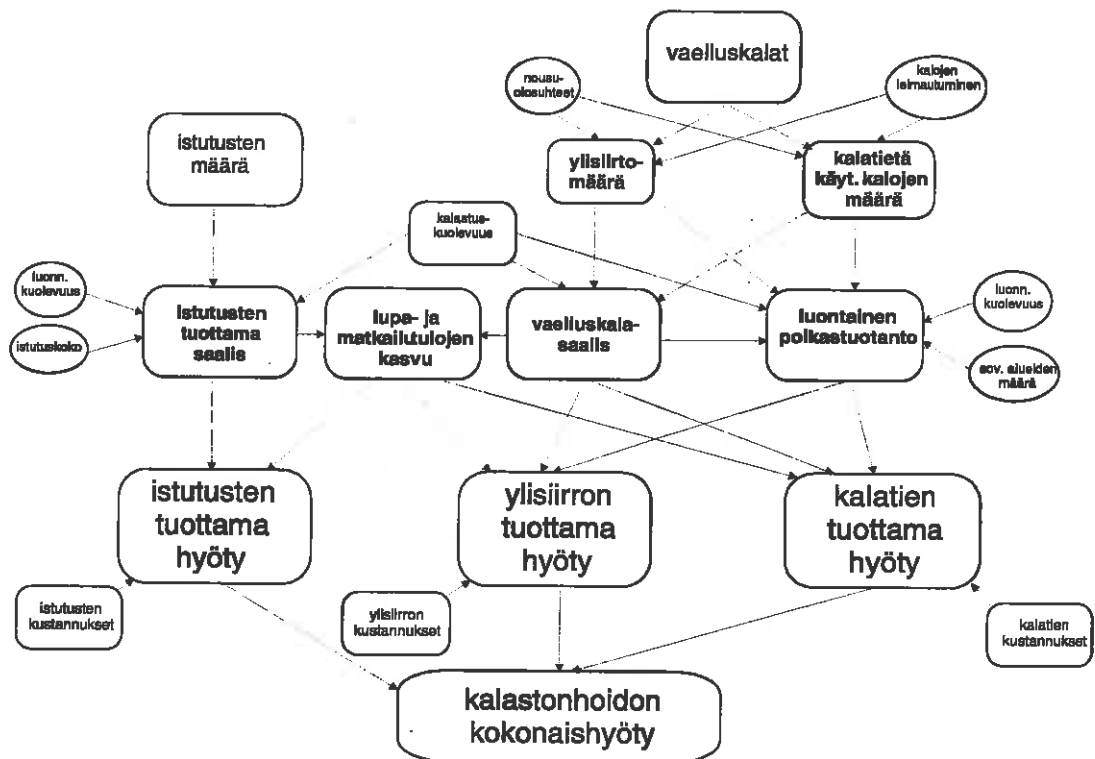 vaelluskalat
nousu-
olosuhteet
kalojen
leimautuminen
istutusten
määrä
ylisiirto-
määrä
kalatietä
käyt. kalojen
määrä
kalastus-
kuolevuus
luonn.
kuolevuus
istutuskoko
istutusten
tuottama
saalis
lupa- ja
matkailutulojen
kasvu
vaelluskala-
saalis
luontainen
poikastuotanto
luonn.
kuolevuus
sov. alueiden
määrä
istutusten
tuottama
hyöty
ylisiirron
tuottama
hyöty
kalatien
tuottama
hyöty
istutusten
kustannukset
ylisiirron
kustannukset
kalatien
kustannukset
kalastonhoidon
kokonaishyöty